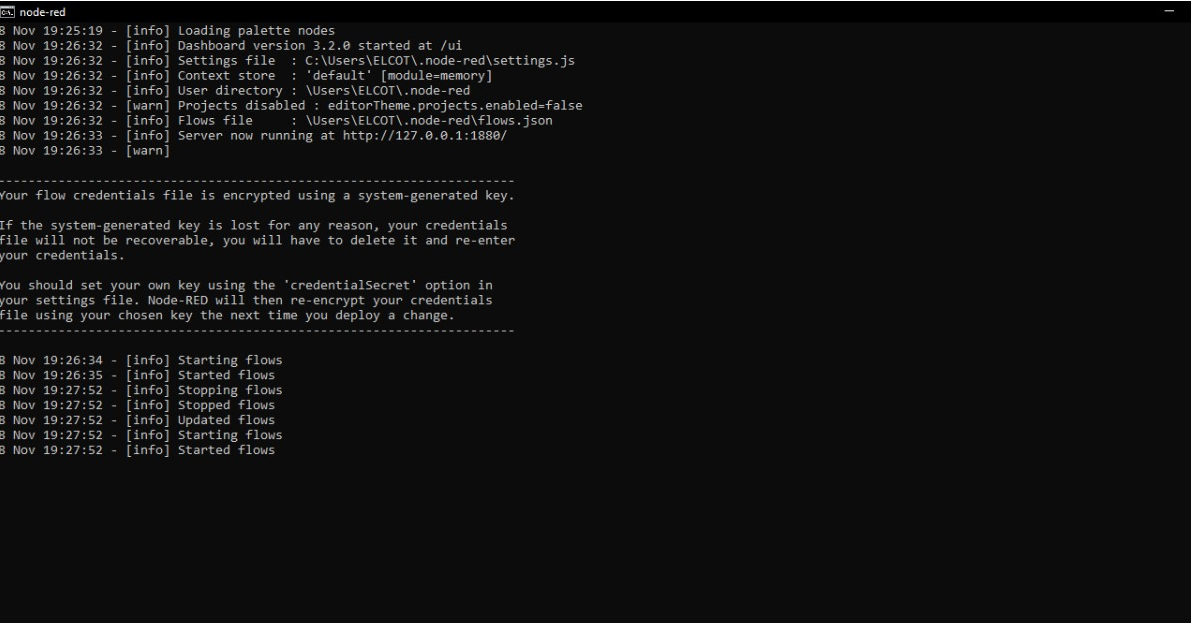 node-red
8 Nov 19:25:19 - [info] Loading palette nodes
8 Nov 19:26:32 - [info] Dashboard version 3.2.0 started at /ui
8 Nov 19:26:32 - [info] Settings file  : C:\Users\ELCOT\.node-red\settings.js
8 Nov 19:26:32 - [info] Context store  : 'default' [module=memory]
8 Nov 19:26:32 - [info] User directory : \Users\ELCOT\.node-red
8 Nov 19:26:32 - [warn] Projects disabled : editorTheme.projects.enabled=false
8 Nov 19:26:32 - [info] Flows file     : \Users\ELCOT\.node-red\flows.json
8 Nov 19:26:33 - [info] Server now running at http://127.0.0.1:1880/
8 Nov 19:26:33 - [warn]
---------------------------------------------------------------------
Your flow credentials file is encrypted using a system-generated key.
If the system-generated key is lost for any reason, your credentials
file will not be recoverable, you will have to delete it and re-enter
your credentials.
You should set your own key using the 'credentialSecret' option in
your settings file. Node-RED will then re-encrypt your credentials
file using your chosen key the next time you deploy a change.
---------------------------------------------------------------------
8 Nov 19:26:34 - [info] Starting flows
8 Nov 19:26:35 - [info] Started flows
8 Nov 19:27:52 - [info] Stopping flows
8 Nov 19:27:52 - [info] Stopped flows
8 Nov 19:27:52 - [info] Updated flows
8 Nov 19:27:52 - [info] Starting flows
8 Nov 19:27:52 - [info] Started flows